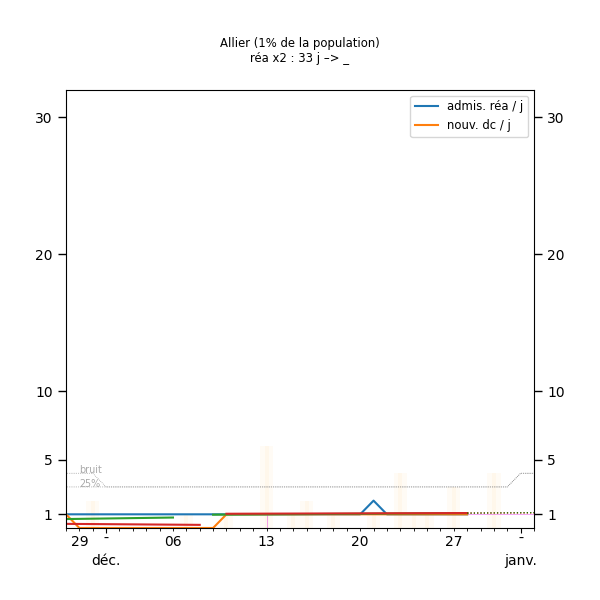 Allier (1% de la population)
réa x2 : 33 j –> _
admis. réa / j
nouv. dc / j
30 30
20 20
10 10
5 5
bruit
25%
1 1
29 - 06 13 20 27 -
déc. janv.